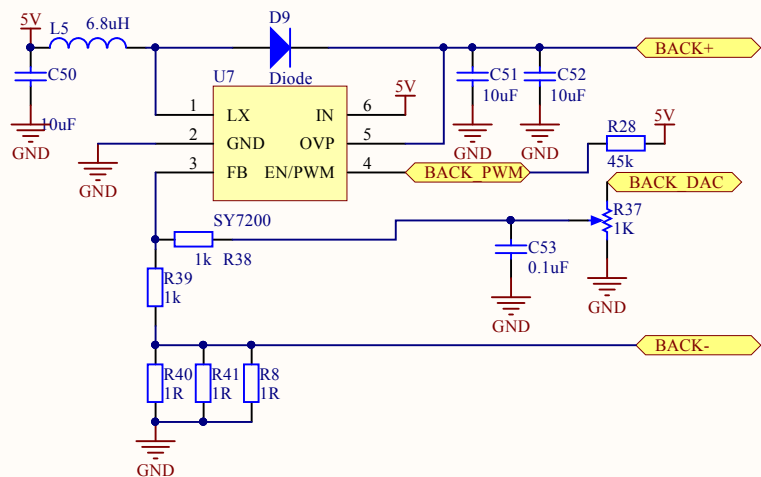 5V
L5
6.8uH
D9
Diode
BACK+
C50
10uF
GND
U7
1
LX
IN
6
5V
2
GND
OVP
5
3
FB
EN/PWM
4
GND
SY7200
C51
10uF
C52
10uF
GND
GND
R28
45k
5V
BACK_PWM
BACK_DAC
R37
1K
GND
1k
R38
C53
0.1uF
GND
R39
1k
BACK-
R40
1R
R41
1R
R8
1R
GND